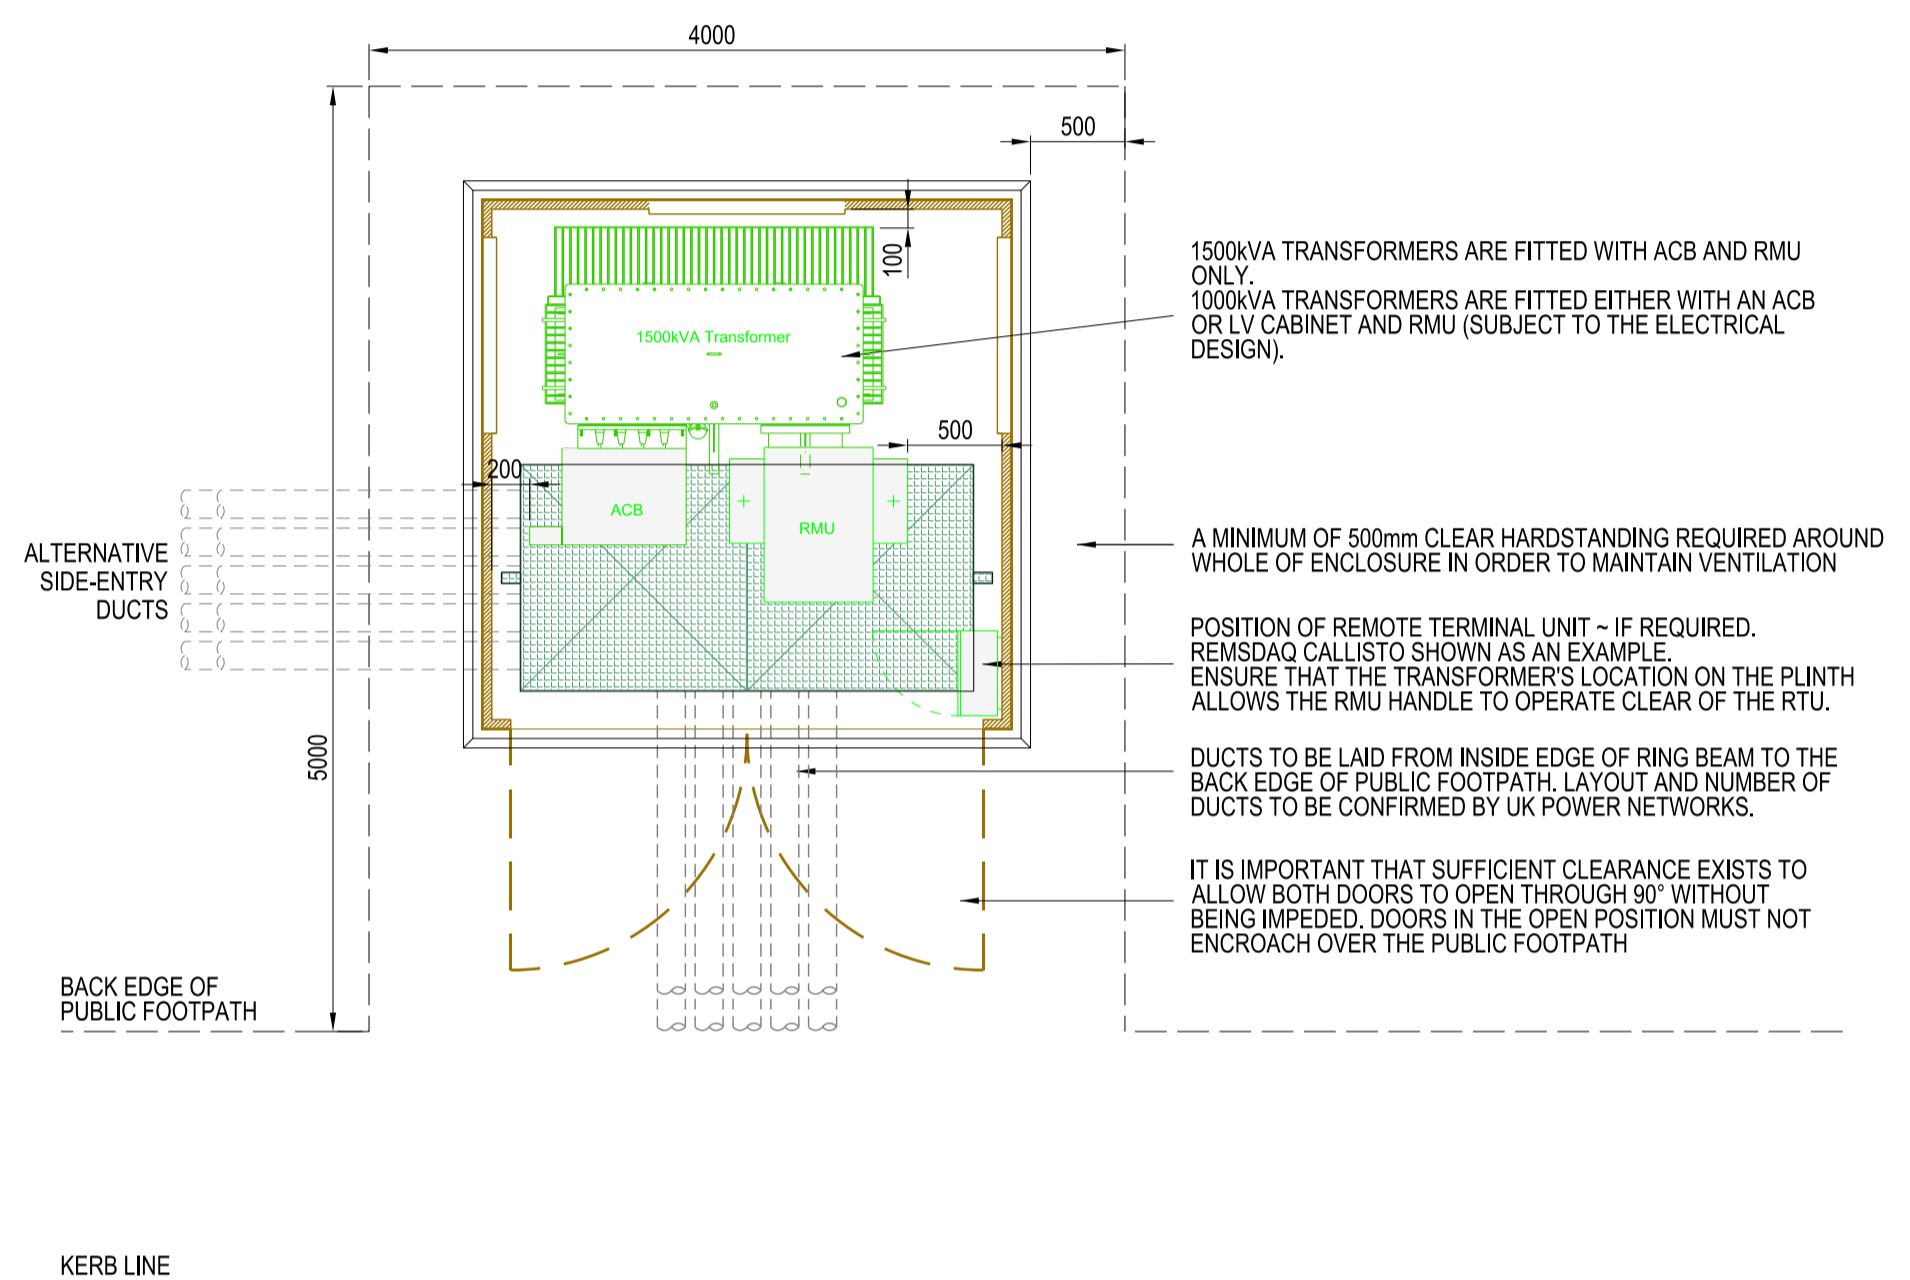 4000
500
100
1500kVA TRANSFORMERS ARE FITTED WITH ACB AND RMU
ONLY.
1000kVA TRANSFORMERS ARE FITTED EITHER WITH AN ACB
OR LV CABINET AND RMU (SUBJECT TO THE ELECTRICAL
DESIGN).
1500kVA Transformer
500
200
ACB
RMU
ALTERNATIVE
SIDE-ENTRY
DUCTS
A MINIMUM OF 500mm CLEAR HARDSTANDING REQUIRED AROUND
WHOLE OF ENCLOSURE IN ORDER TO MAINTAIN VENTILATION
POSITION OF REMOTE TERMINAL UNIT ~ IF REQUIRED.
REMSDAQ CALLISTO SHOWN AS AN EXAMPLE.
ENSURE THAT THE TRANSFORMER'S LOCATION ON THE PLINTH
ALLOWS THE RMU HANDLE TO OPERATE CLEAR OF THE RTU.
5000
DUCTS TO BE LAID FROM INSIDE EDGE OF RING BEAM TO THE
BACK EDGE OF PUBLIC FOOTPATH. LAYOUT AND NUMBER OF
DUCTS TO BE CONFIRMED BY UK POWER NETWORKS.
IT IS IMPORTANT THAT SUFFICIENT CLEARANCE EXISTS TO
ALLOW BOTH DOORS TO OPEN THROUGH 90° WITHOUT
BEING IMPEDED. DOORS IN THE OPEN POSITION MUST NOT
ENCROACH OVER THE PUBLIC FOOTPATH
BACK EDGE OF
PUBLIC FOOTPATH
KERB LINE